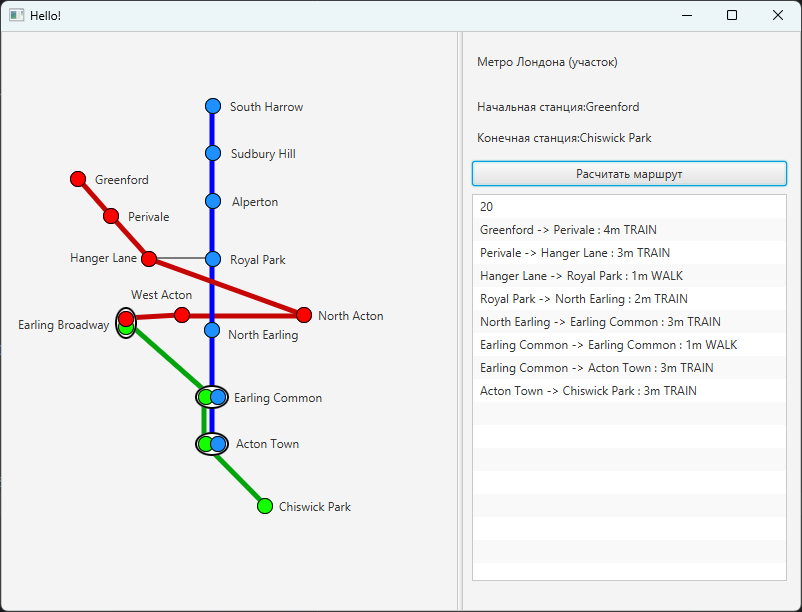 Hello!
South Harrow
Sudbury Hill
Greenford
Alperton
Perivale
Hanger Lane
Royal Park
West Acton
Earling Broadway
North Acton
North Earling
Earling Common
Acton Town
Chiswick Park
Метро Лондона (участок)
Начальная станция:Greenford
Конечная станция:Chiswick Park
Расчитать маршрут
20
Greenford -> Perivale : 4m TRAIN
Perivale -> Hanger Lane : 3m TRAIN
Hanger Lane -> Royal Park : 1m WALK
Royal Park -> North Earling : 2m TRAIN
North Earling -> Earling Common : 3m TRAIN
Earling Common -> Earling Common : 1m WALK
Earling Common -> Acton Town : 3m TRAIN
Acton Town -> Chiswick Park : 3m TRAIN